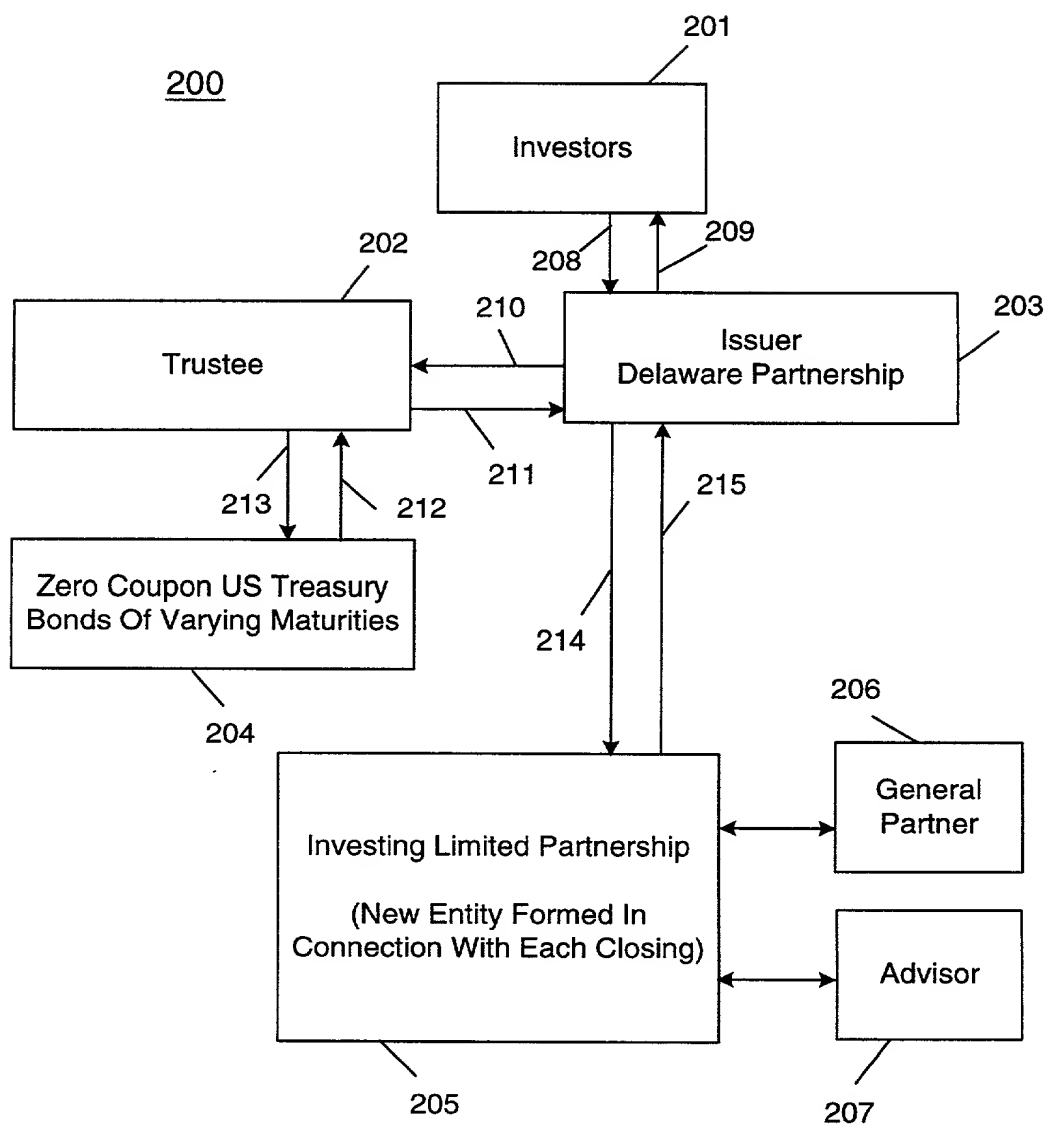 201
200
Investors
202
208
209
210
203
Trustee
Issuer
Delaware Partnership
211
213
212
215
Zero Coupon US Treasury
Bonds Of Varying Maturities
214
204
206
General
Partner
Investing Limited Partnership
(New Entity Formed In
Connection With Each Closing)
Advisor
205
207